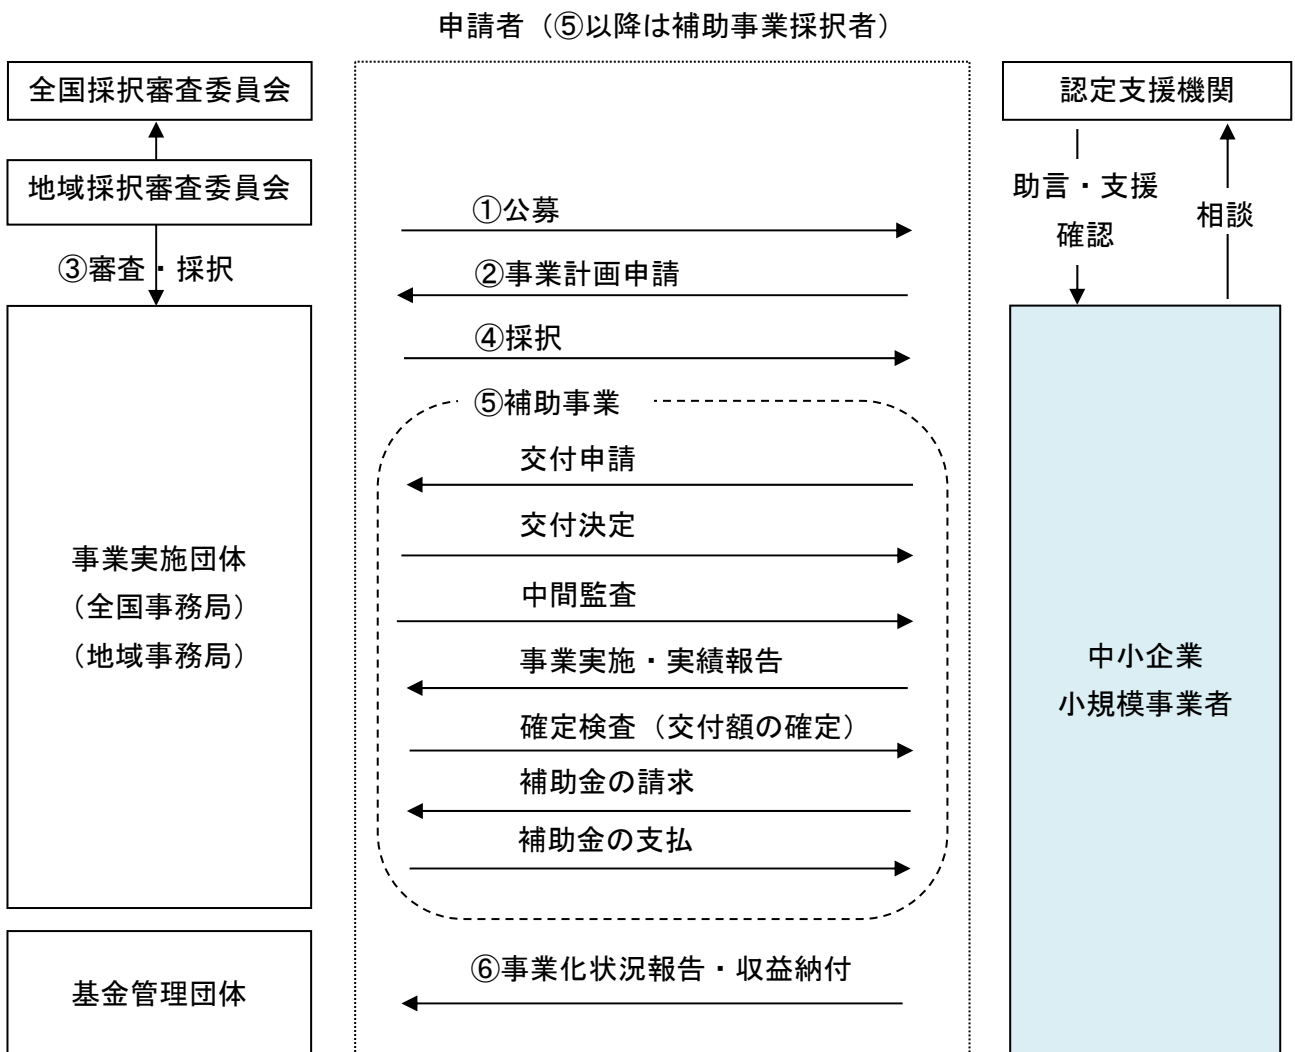 申請者（⑤以降は補助事業採択者）
全国採択審査委員会
地域採択審査委員会
③審査・採択
事業実施団体
（全国事務局）
（地域事務局）
基金管理団体
①公募
②事業計画申請
④採択
⑤補助事業
交付申請
交付決定
中間監査
事業実施・実績報告
確定検査（交付額の確定）
補助金の請求
補助金の支払
⑥事業化状況報告・収益納付
認定支援機関
助言・支援
確認
相談
中小企業
小規模事業者